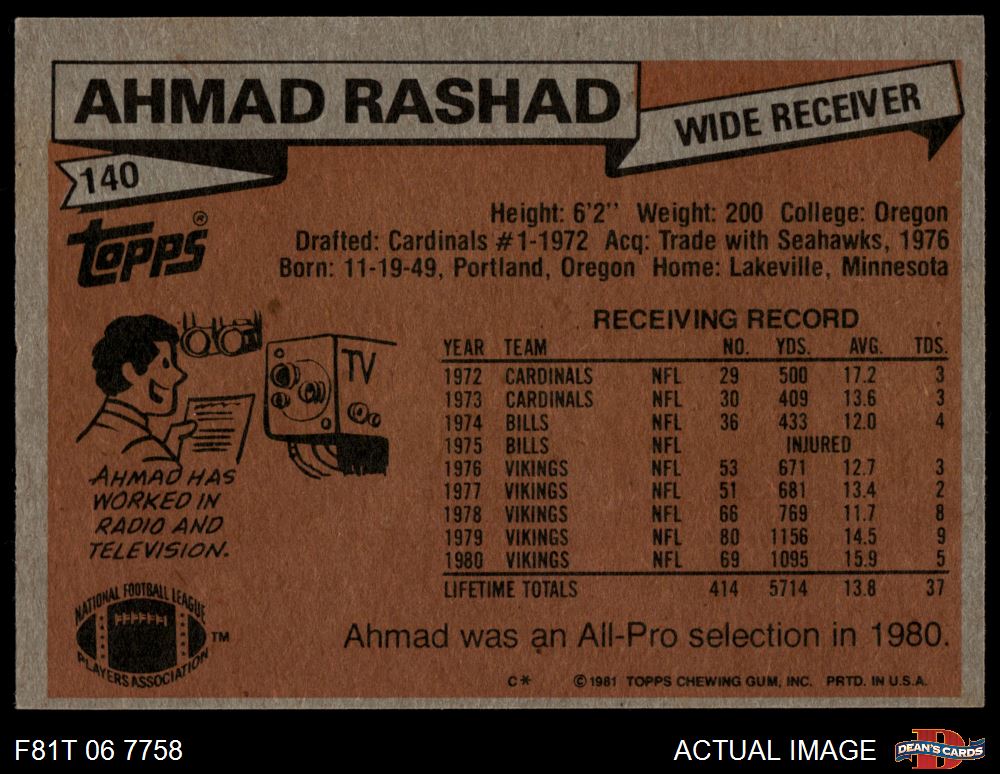 AHMAD RASHAD
WIDE RECEIVER
140
topps®
Height: 6'2" Weight: 200 College: Oregon
Drafted: Cardinals #1-1972 Acq: Trade with Seahawks, 1976
Born: 11-19-49, Portland, Oregon Home: Lakeville, Minnesota
TV
AHMAD HAS
WORKED IN
RADIO AND
TELEVISION.
RECEIVING RECORD
YEAR TEAM NO. YDS. AVG. TDS.
1972 CARDINALS NFL 29 500 17.2 3
1973 CARDINALS NFL 30 409 13.6 3
1974 BILLS NFL 36 433 12.0 4
1975 BILLS NFL INJURED
1976 VIKINGS NFL 53 671 12.7 3
1977 VIKINGS NFL 51 681 13.4 2
1978 VIKINGS NFL 66 769 11.7 8
1979 VIKINGS NFL 80 1156 14.5 9
1980 VIKINGS NFL 69 1095 15.9 5
LIFETIME TOTALS 414 5714 13.8 37
NATIONAL FOOTBALL LEAGUE
PLAYERS ASSOCIATION
TM
Ahmad was an All-Pro selection in 1980.
C* © 1981 TOPPS CHEWING GUM, INC. PRTD. IN U.S.A.
F81T 06 7758
ACTUAL IMAGE
D
DEAN'S CARDS